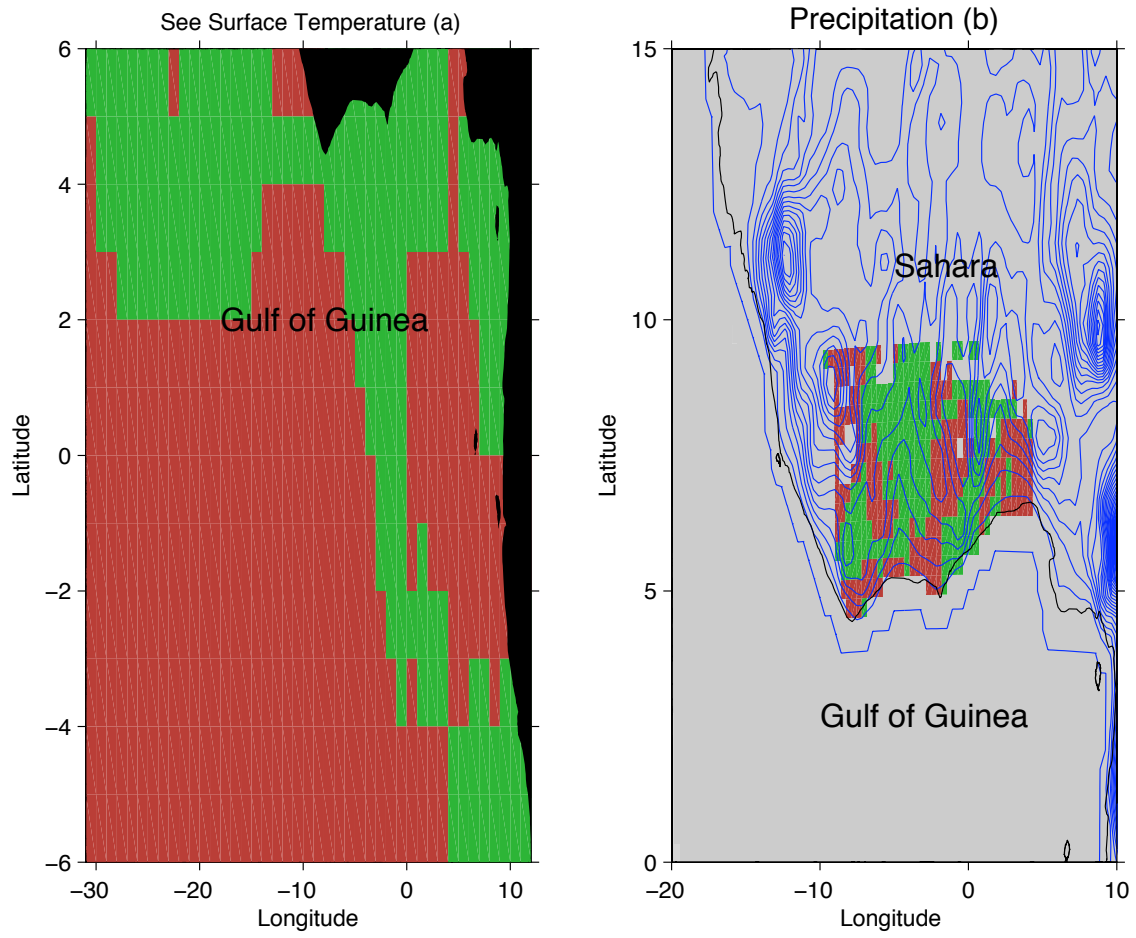 See Surface Temperature (a)
6
4
2
0
−2
−4
−6
Latitude
−30
−20
−10
0
10
Longitude
Gulf of Guinea
Precipitation (b)
15
10
5
0
Latitude
−20
−10
0
10
Longitude
Sahara
Gulf of Guinea